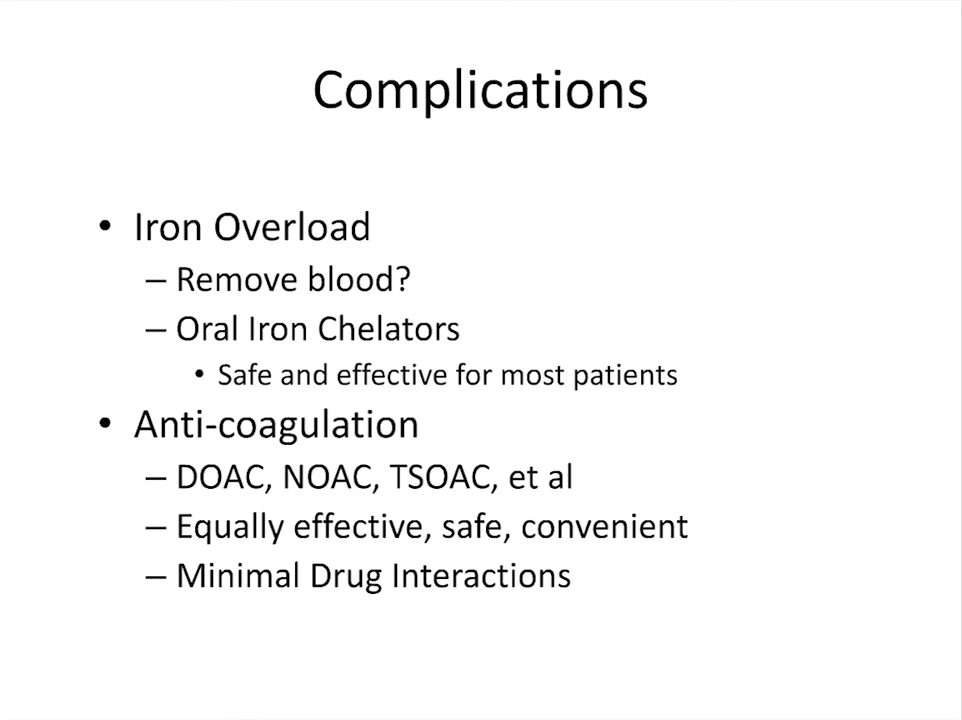 Complications
• Iron Overload
– Remove blood?
– Oral Iron Chelators
• Safe and effective for most patients
• Anti-coagulation
– DOAC, NOAC, TSOAC, et al
– Equally effective, safe, convenient
– Minimal Drug Interactions